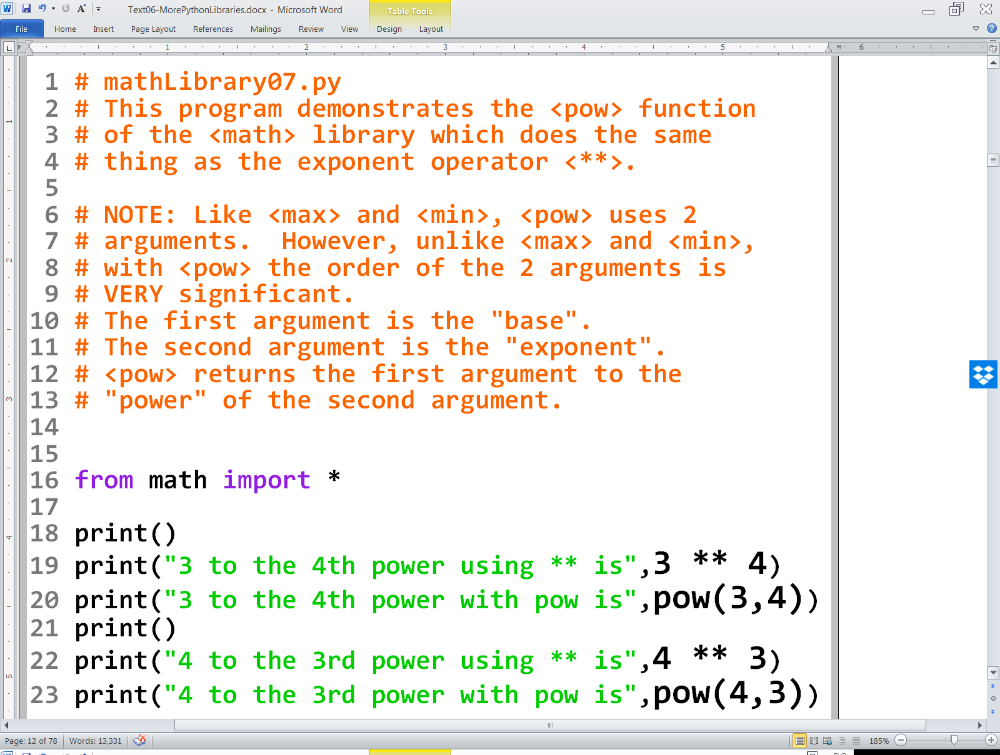 Text06-MorePythonLibraries.docx - Microsoft Word
Table Tools
File Home Insert Page Layout References Mailings Review View Design Layout
1 2 3 4 5 6
1 # mathLibrary07.py
2 # This program demonstrates the <pow> function
3 # of the <math> library which does the same
4 # thing as the exponent operator <**>.
5
6 # NOTE: Like <max> and <min>, <pow> uses 2
7 # arguments.  However, unlike <max> and <min>,
8 # with <pow> the order of the 2 arguments is
9 # VERY significant.
10 # The first argument is the "base".
11 # The second argument is the "exponent".
12 # <pow> returns the first argument to the
13 # "power" of the second argument.
14
15
16 from math import *
17
18 print()
19 print("3 to the 4th power using ** is",3 ** 4)
20 print("3 to the 4th power with pow is",pow(3,4))
21 print()
22 print("4 to the 3rd power using ** is",4 ** 3)
23 print("4 to the 3rd power with pow is",pow(4,3))
Page: 12 of 78 Words: 13,331 185%